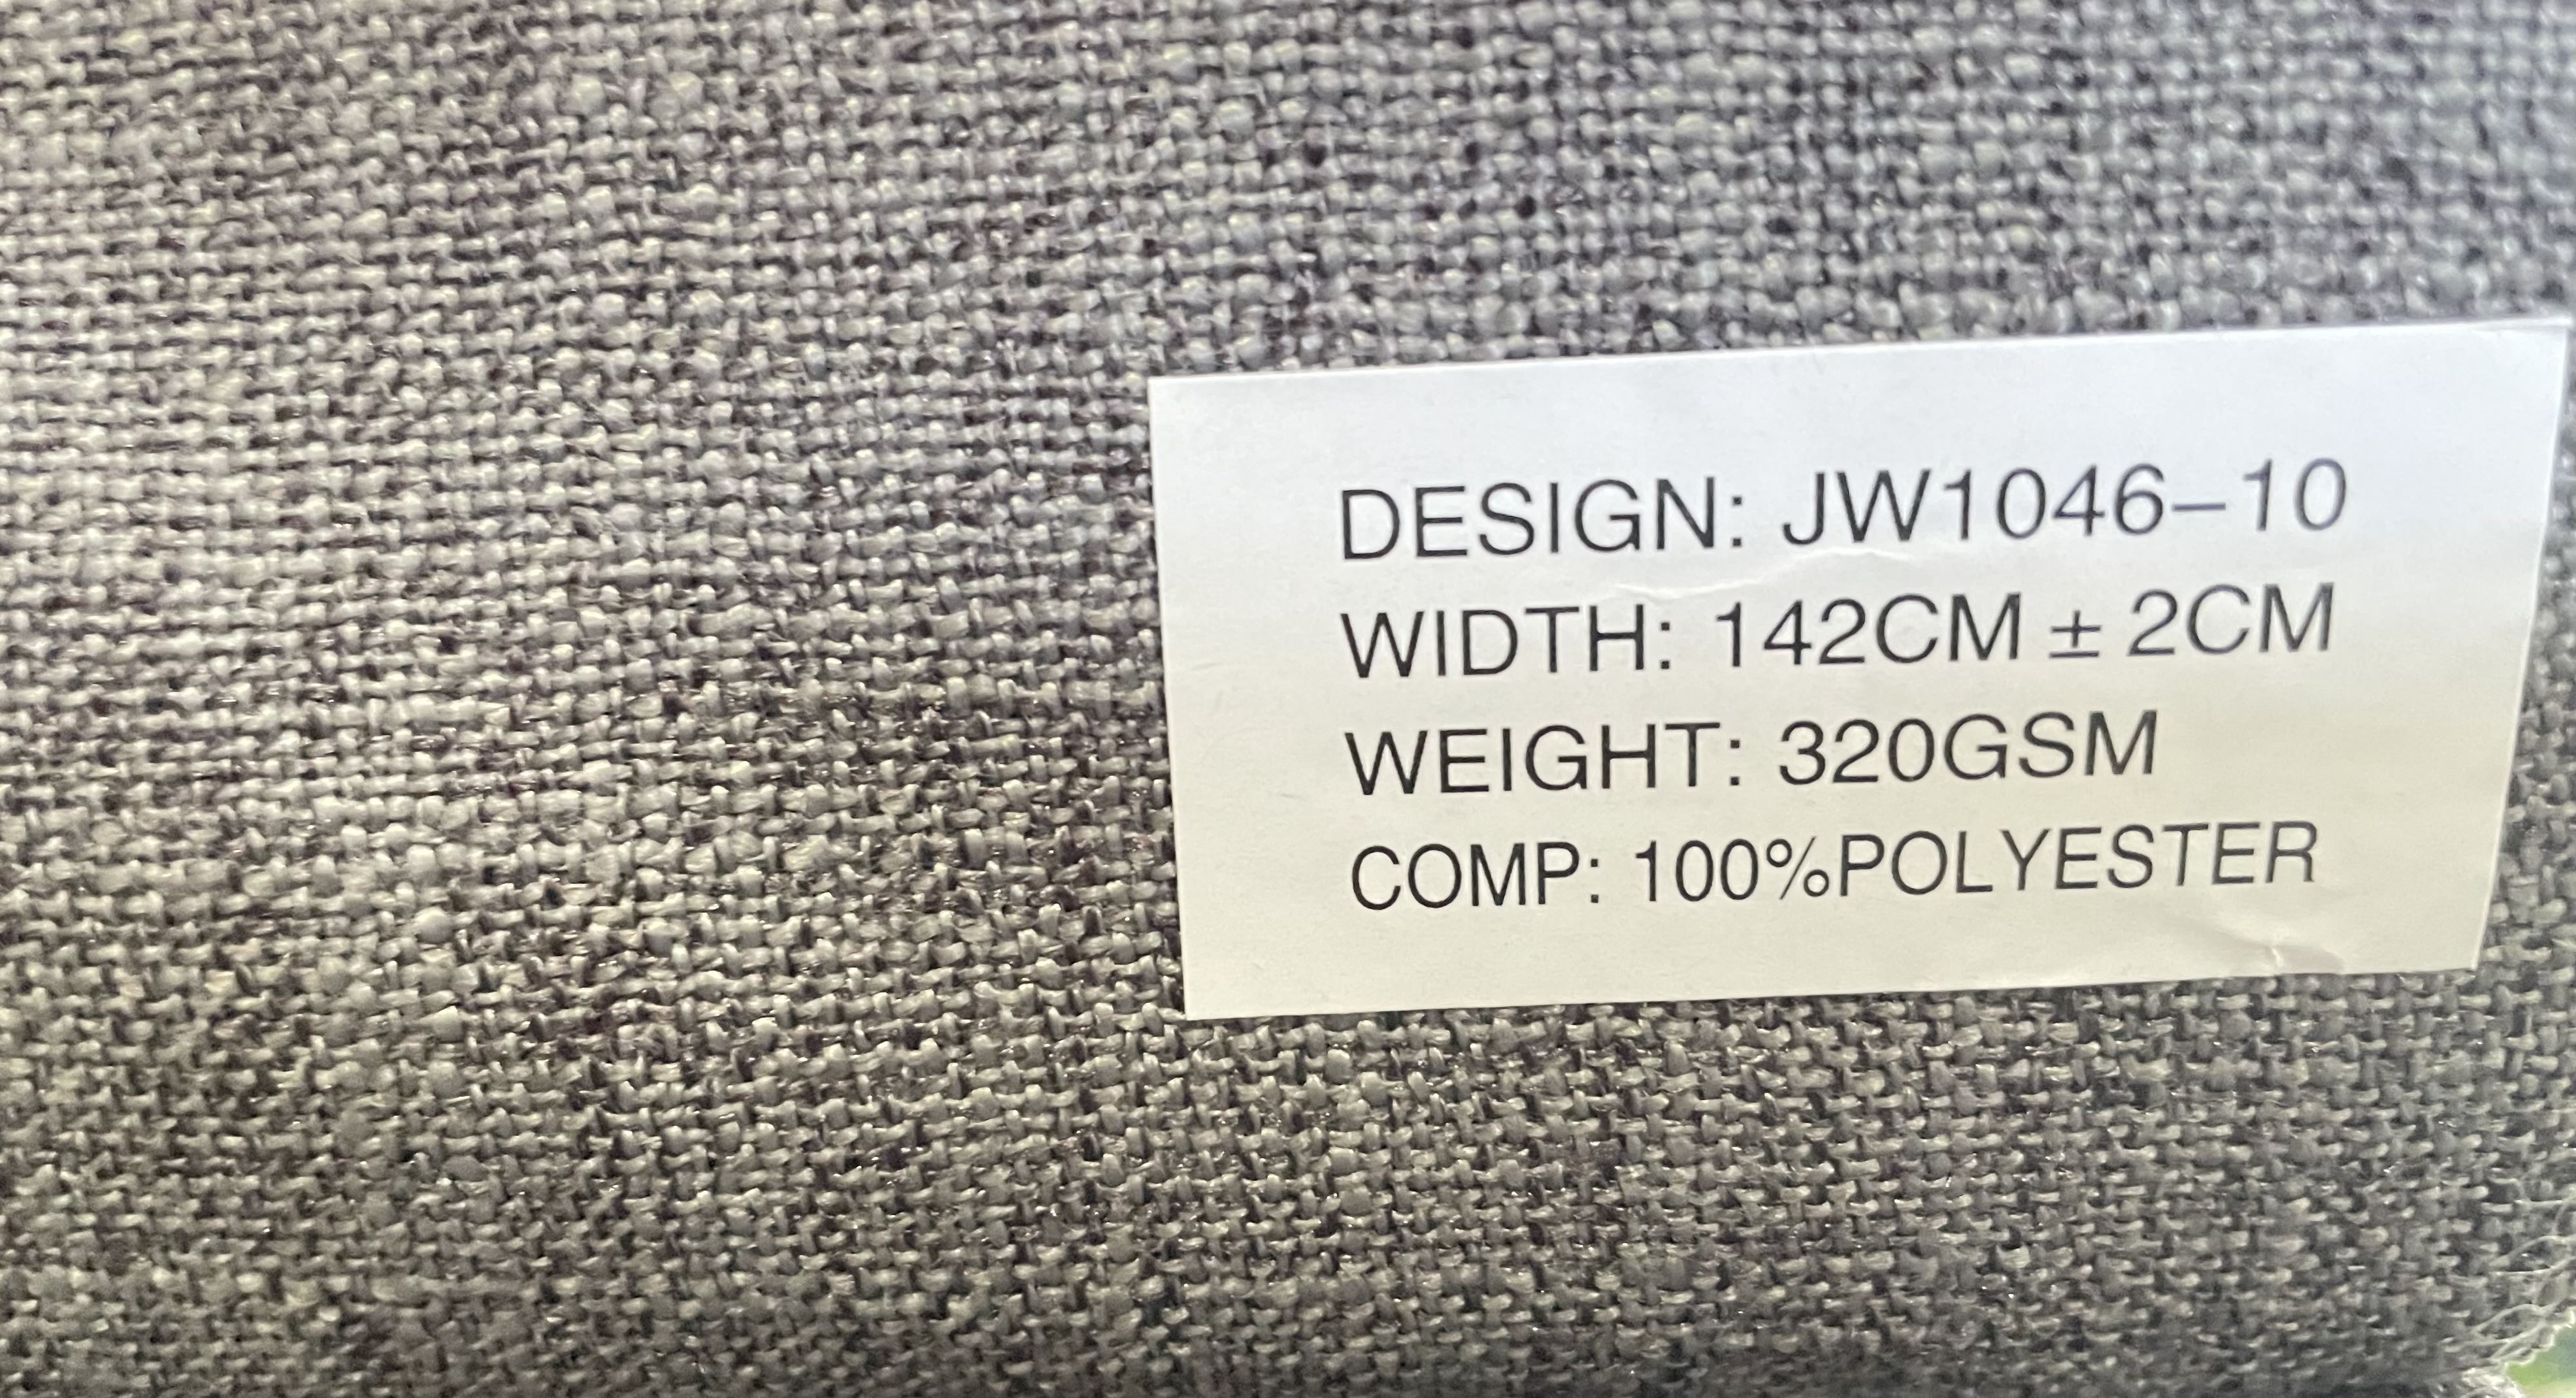 DESIGN: JW1046-10
WIDTH: 142CM ± 2CM
WEIGHT: 320GSM
COMP: 100%POLYESTER